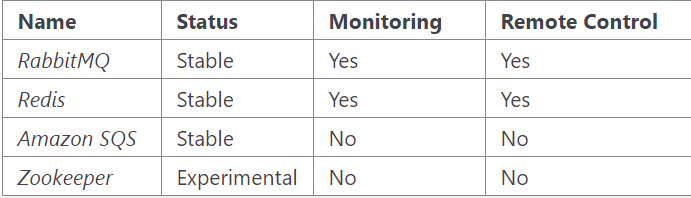 Name Status Monitoring Remote Control
RabbitMQ Stable Yes Yes
Redis Stable Yes Yes
Amazon SQS Stable No No
Zookeeper Experimental No No